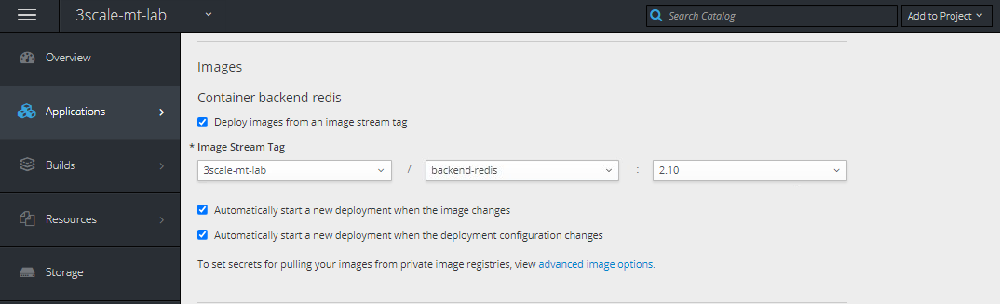 3scale-mt-lab
Search Catalog
Add to Project
Overview
Applications
Builds
Resources
Storage
Images
Container backend-redis
Deploy images from an image stream tag
* Image Stream Tag
3scale-mt-lab / backend-redis : 2.10
Automatically start a new deployment when the image changes
Automatically start a new deployment when the deployment configuration changes
To set secrets for pulling your images from private image registries, view advanced image options.